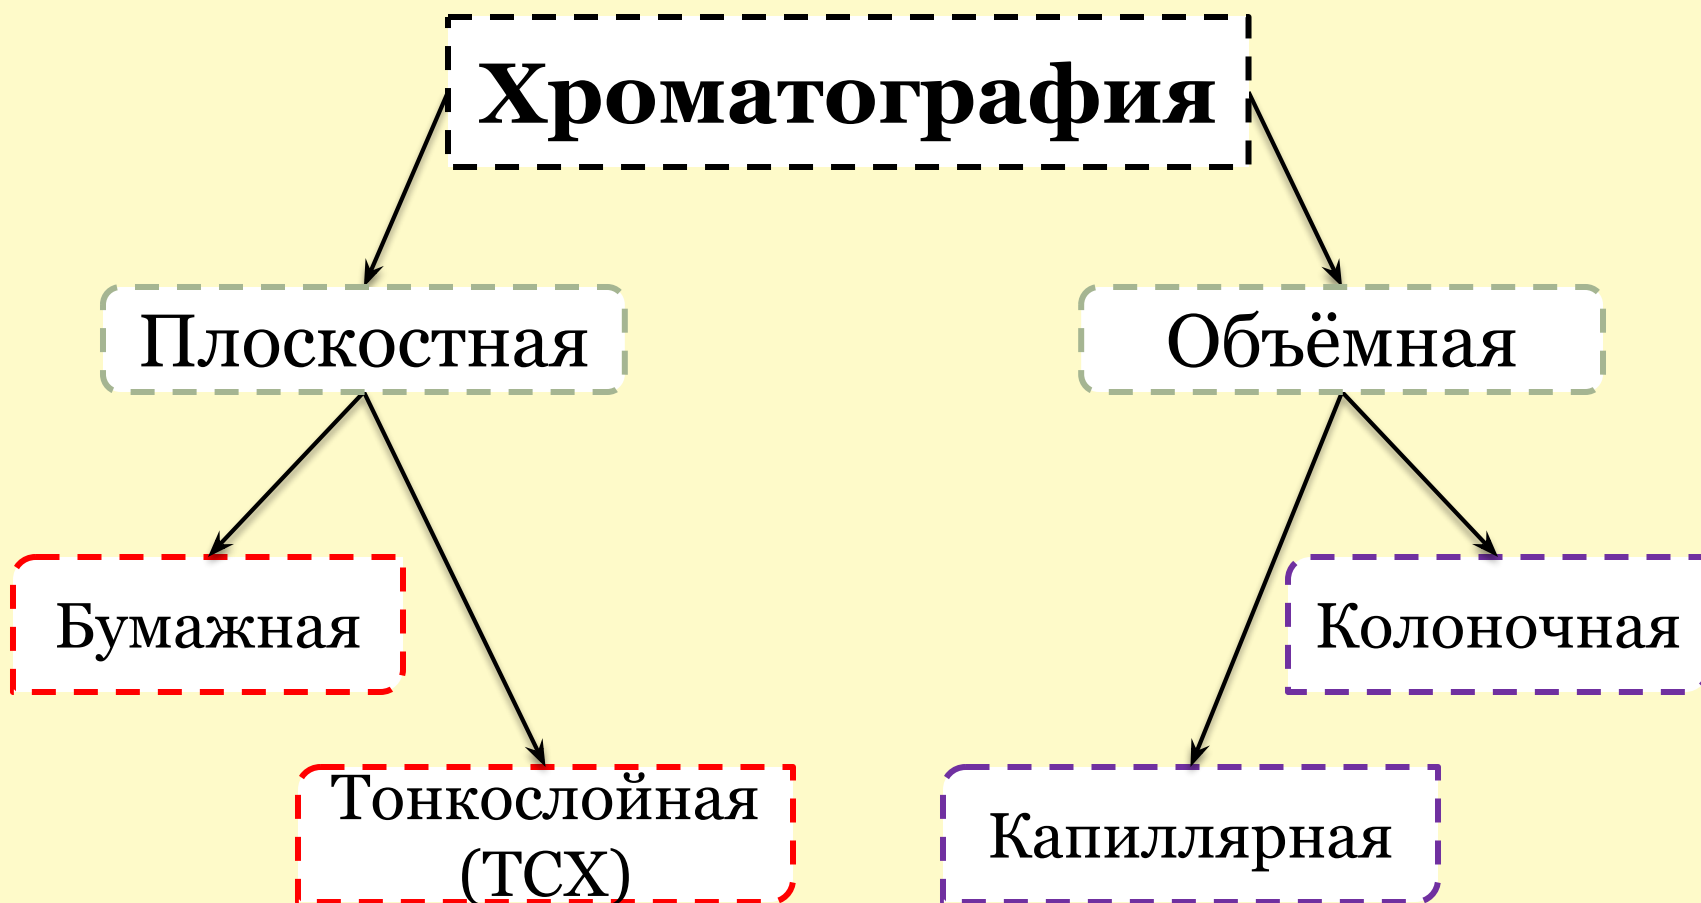 Хроматография
Плоскостная
Объёмная
Бумажная
Колоночная
Тонкослойная
(ТСХ)
Капиллярная